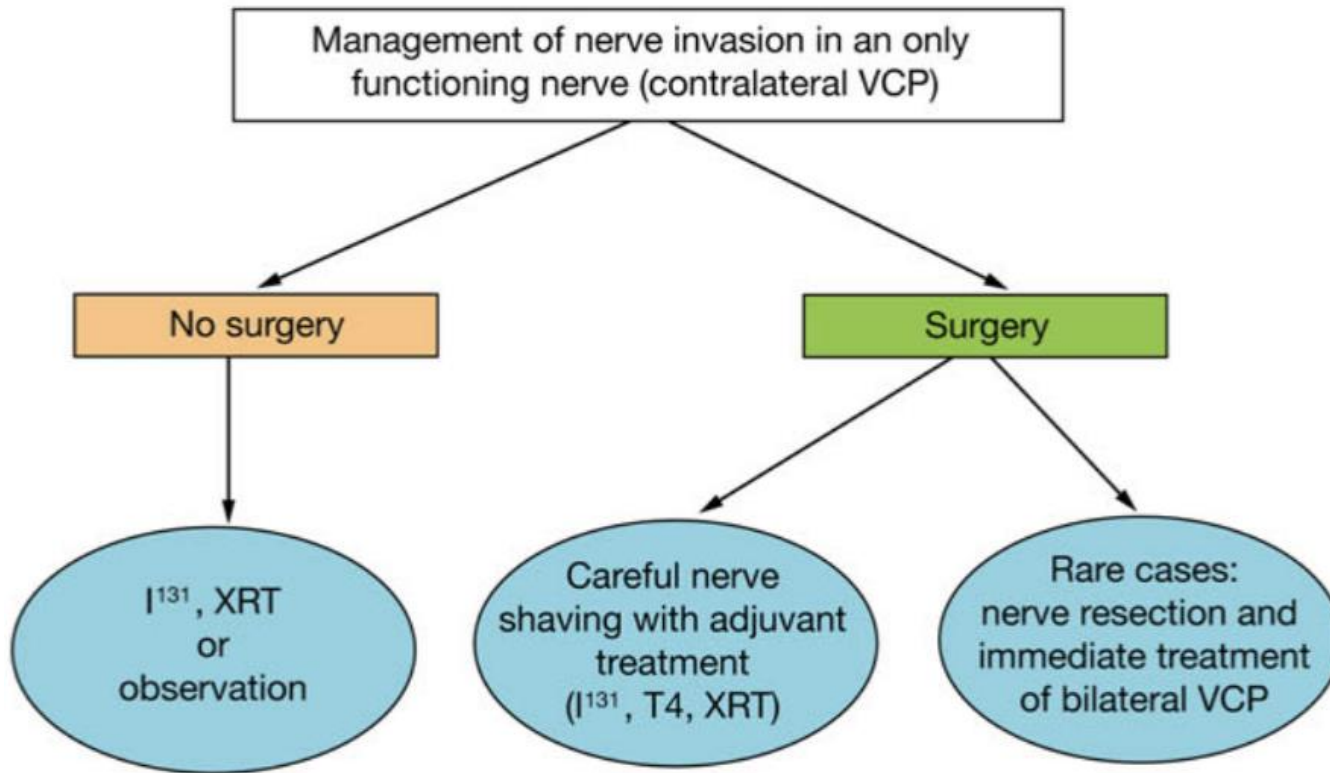 Management of nerve invasion in an only
functioning nerve (contralateral VCP)
No surgery
Surgery
I¹³¹, XRT
or
observation
Careful nerve
shaving with adjuvant
treatment
(I¹³¹, T4, XRT)
Rare cases:
nerve resection and
immediate treatment
of bilateral VCP